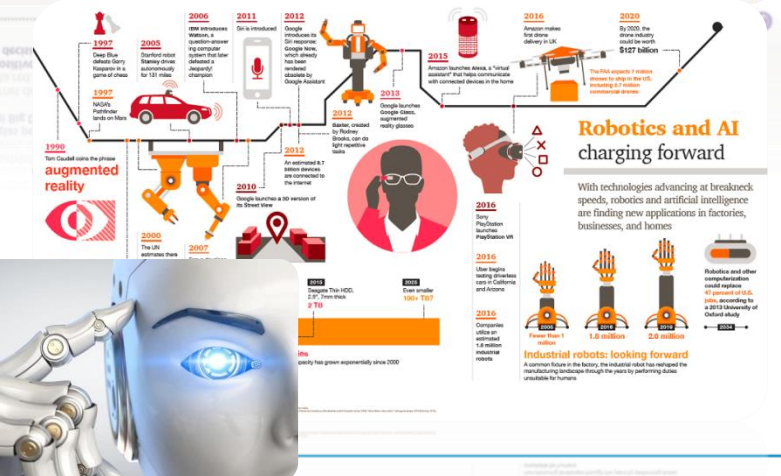 1997
Deep Blue
defeats Garry
Kasparov in a
game of chess
2005
Stanford robot
Stanley drives
autonomously
for 131 miles
2006
IBM introduces
Watson, a
question-answer
ing computer
system that later
defeated a
Jeopardy!
champion
2011
Siri is introduced
2012
Google
introduces its
Siri response:
Google Now,
which already
has been
rendered
obsolete by
Google Assistant
1997
NASA's
Pathfinder
lands on Mars
1990
Tom Caudell coins the phrase
augmented
reality
2000
The UN
estimates there
2007
2010
Google launches a 3D version of
its Street View
2012
An estimated 8.7
billion devices
are connected to
the internet
2012
Baxter, created
by Rodney
Brooks, can do
light repetitive
tasks
2013
Google launches
Google Glass,
augmented
reality glasses
2015
Amazon launches Alexa, a "virtual
assistant" that helps communicate
with connected devices in the home
2016
Amazon makes
first drone
delivery in UK
2020
By 2020, the
drone industry
could be worth
$127 billion
The FAA expects 7 million
drones to ship in the US,
including 2.7 million
commercial drones.
Robotics and AI
charging forward
With technologies advancing at breakneck
speeds, robotics and artificial intelligence
are finding new applications in factories,
businesses, and homes
2016
Sony
PlayStation
launches
PlayStation VR
2016
Uber begins
testing driverless
cars in California
and Arizona
2016
Companies
utilize an
estimated
1.8 million
industrial
robots
Seagate Thin HDD,
2.5", 7mm thick
2 TB
2025
Even smaller
100+ TB?
pacity has grown exponentially since 2000
2005
Fewer than 1
million
2016
1.8 million
2019
2.6 million
Industrial robots: looking forward
A common fixture in the factory, the industrial robot has reshaped the
manufacturing landscape through the years by performing duties
unsuitable for humans
Robotics and other
computerization
could replace
47 percent of U.S.
jobs, according to
a 2013 University of
Oxford study
2034